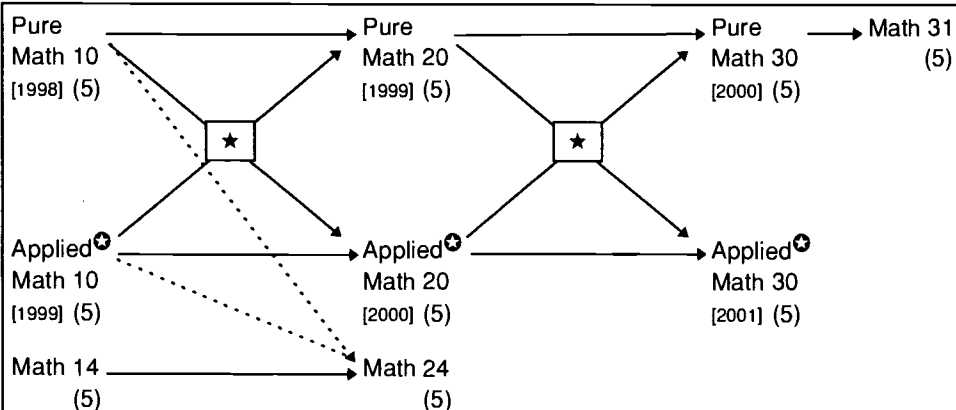 Pure
Math 10
[1998] (5)
Pure
Math 20
[1999] (5)
Pure
Math 30
[2000] (5)
Math 31
(5)
★
★
Applied✪
Math 10
[1999] (5)
Applied✪
Math 20
[2000] (5)
Applied✪
Math 30
[2001] (5)
Math 14
(5)
Math 24
(5)